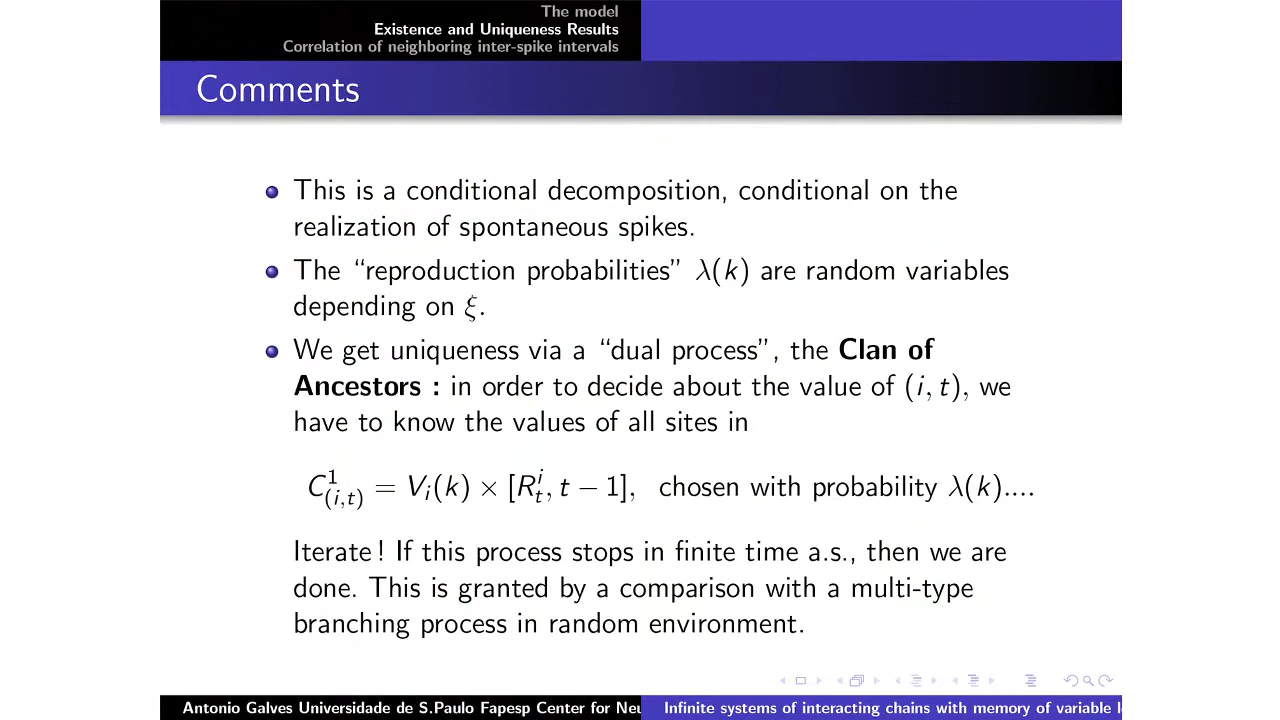 The model
Existence and Uniqueness Results
Correlation of neighboring inter-spike intervals
Comments
This is a conditional decomposition, conditional on the
realization of spontaneous spikes.
The “reproduction probabilities” λ(k) are random variables
depending on ξ.
We get uniqueness via a “dual process”, the Clan of
Ancestors : in order to decide about the value of (i, t), we
have to know the values of all sites in
C^1_{(i,t)} = V_i(k) × [R^i_t, t − 1], chosen with probability λ(k)....
Iterate ! If this process stops in finite time a.s., then we are
done. This is granted by a comparison with a multi-type
branching process in random environment.
Antonio Galves Universidade de S.Paulo Fapesp Center for Neu
Infinite systems of interacting chains with memory of variable l